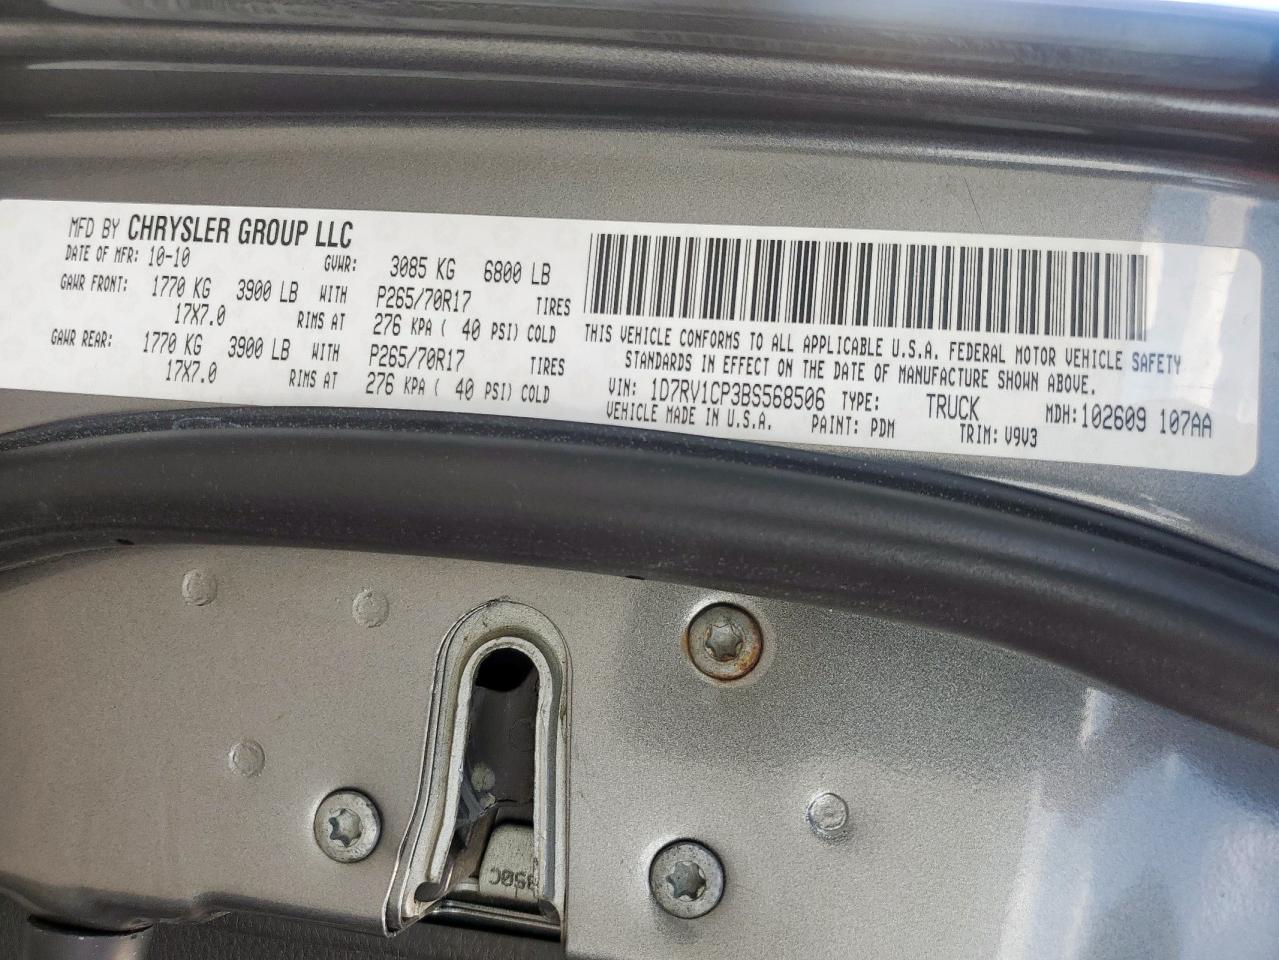 MFD BY CHRYSLER GROUP LLC
DATE OF MFR: 10-10 GVWR: 3085 KG 6800 LB
GAWR FRONT: 1770 KG 3900 LB WITH P265/70R17 TIRES
17X7.0 RIMS AT 276 KPA ( 40 PSI) COLD
GAWR REAR: 1770 KG 3900 LB WITH P265/70R17 TIRES
17X7.0 RIMS AT 276 KPA ( 40 PSI) COLD
THIS VEHICLE CONFORMS TO ALL APPLICABLE U.S.A. FEDERAL MOTOR VEHICLE SAFETY
STANDARDS IN EFFECT ON THE DATE OF MANUFACTURE SHOWN ABOVE.
VIN: 1D7RV1CP3BS568506 TYPE: TRUCK MDH: 102609 107AA
VEHICLE MADE IN U.S.A. PAINT: PDM TRIM: V9V3